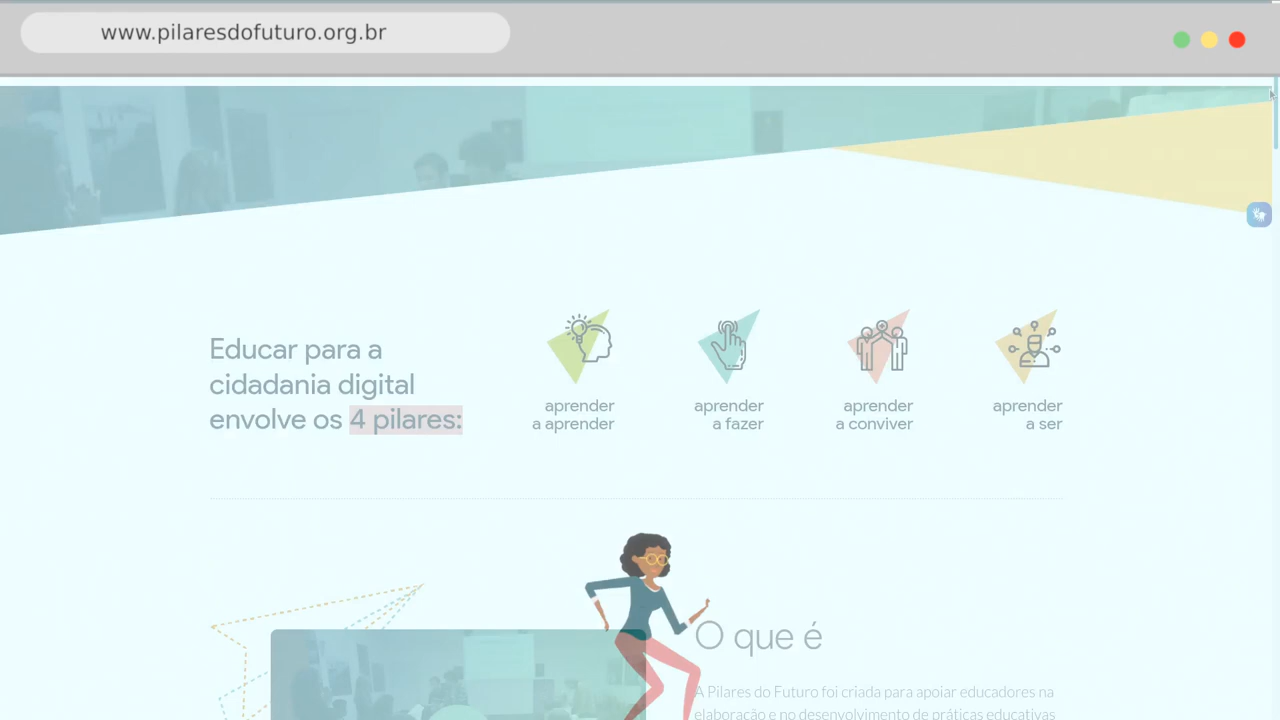 www.pilaresdofuturo.org.br
Educar para a
cidadania digital
envolve os 4 pilares:
aprender
a aprender
aprender
a fazer
aprender
a conviver
aprender
a ser
O que é
A Pilares do Futuro foi criada para apoiar educadores na
elaboração e no desenvolvimento de práticas educativas